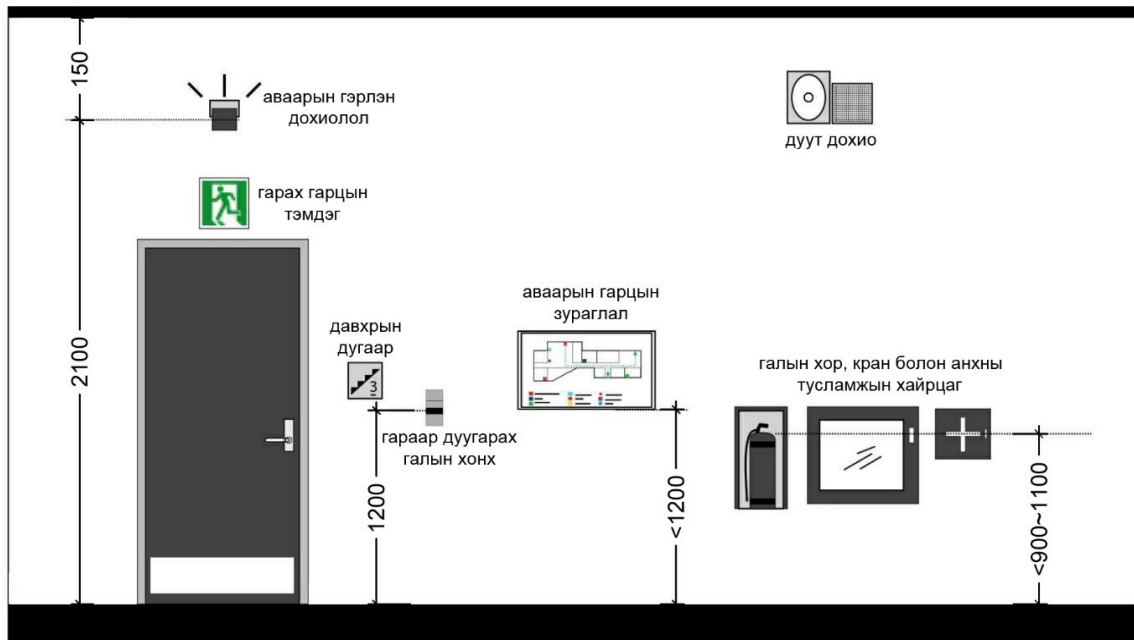 150
аваарын гэрлэн
дохиолол
дуут дохио
гарах гарцын
тэмдэг
2100
давхрын
дугаар
3
аваарын гарцын
зураглал
галын хор, кран болон анхны
тусламжын хайрцаг
гараар дуугарах
галын хонх
1200
<1200
<900~1100